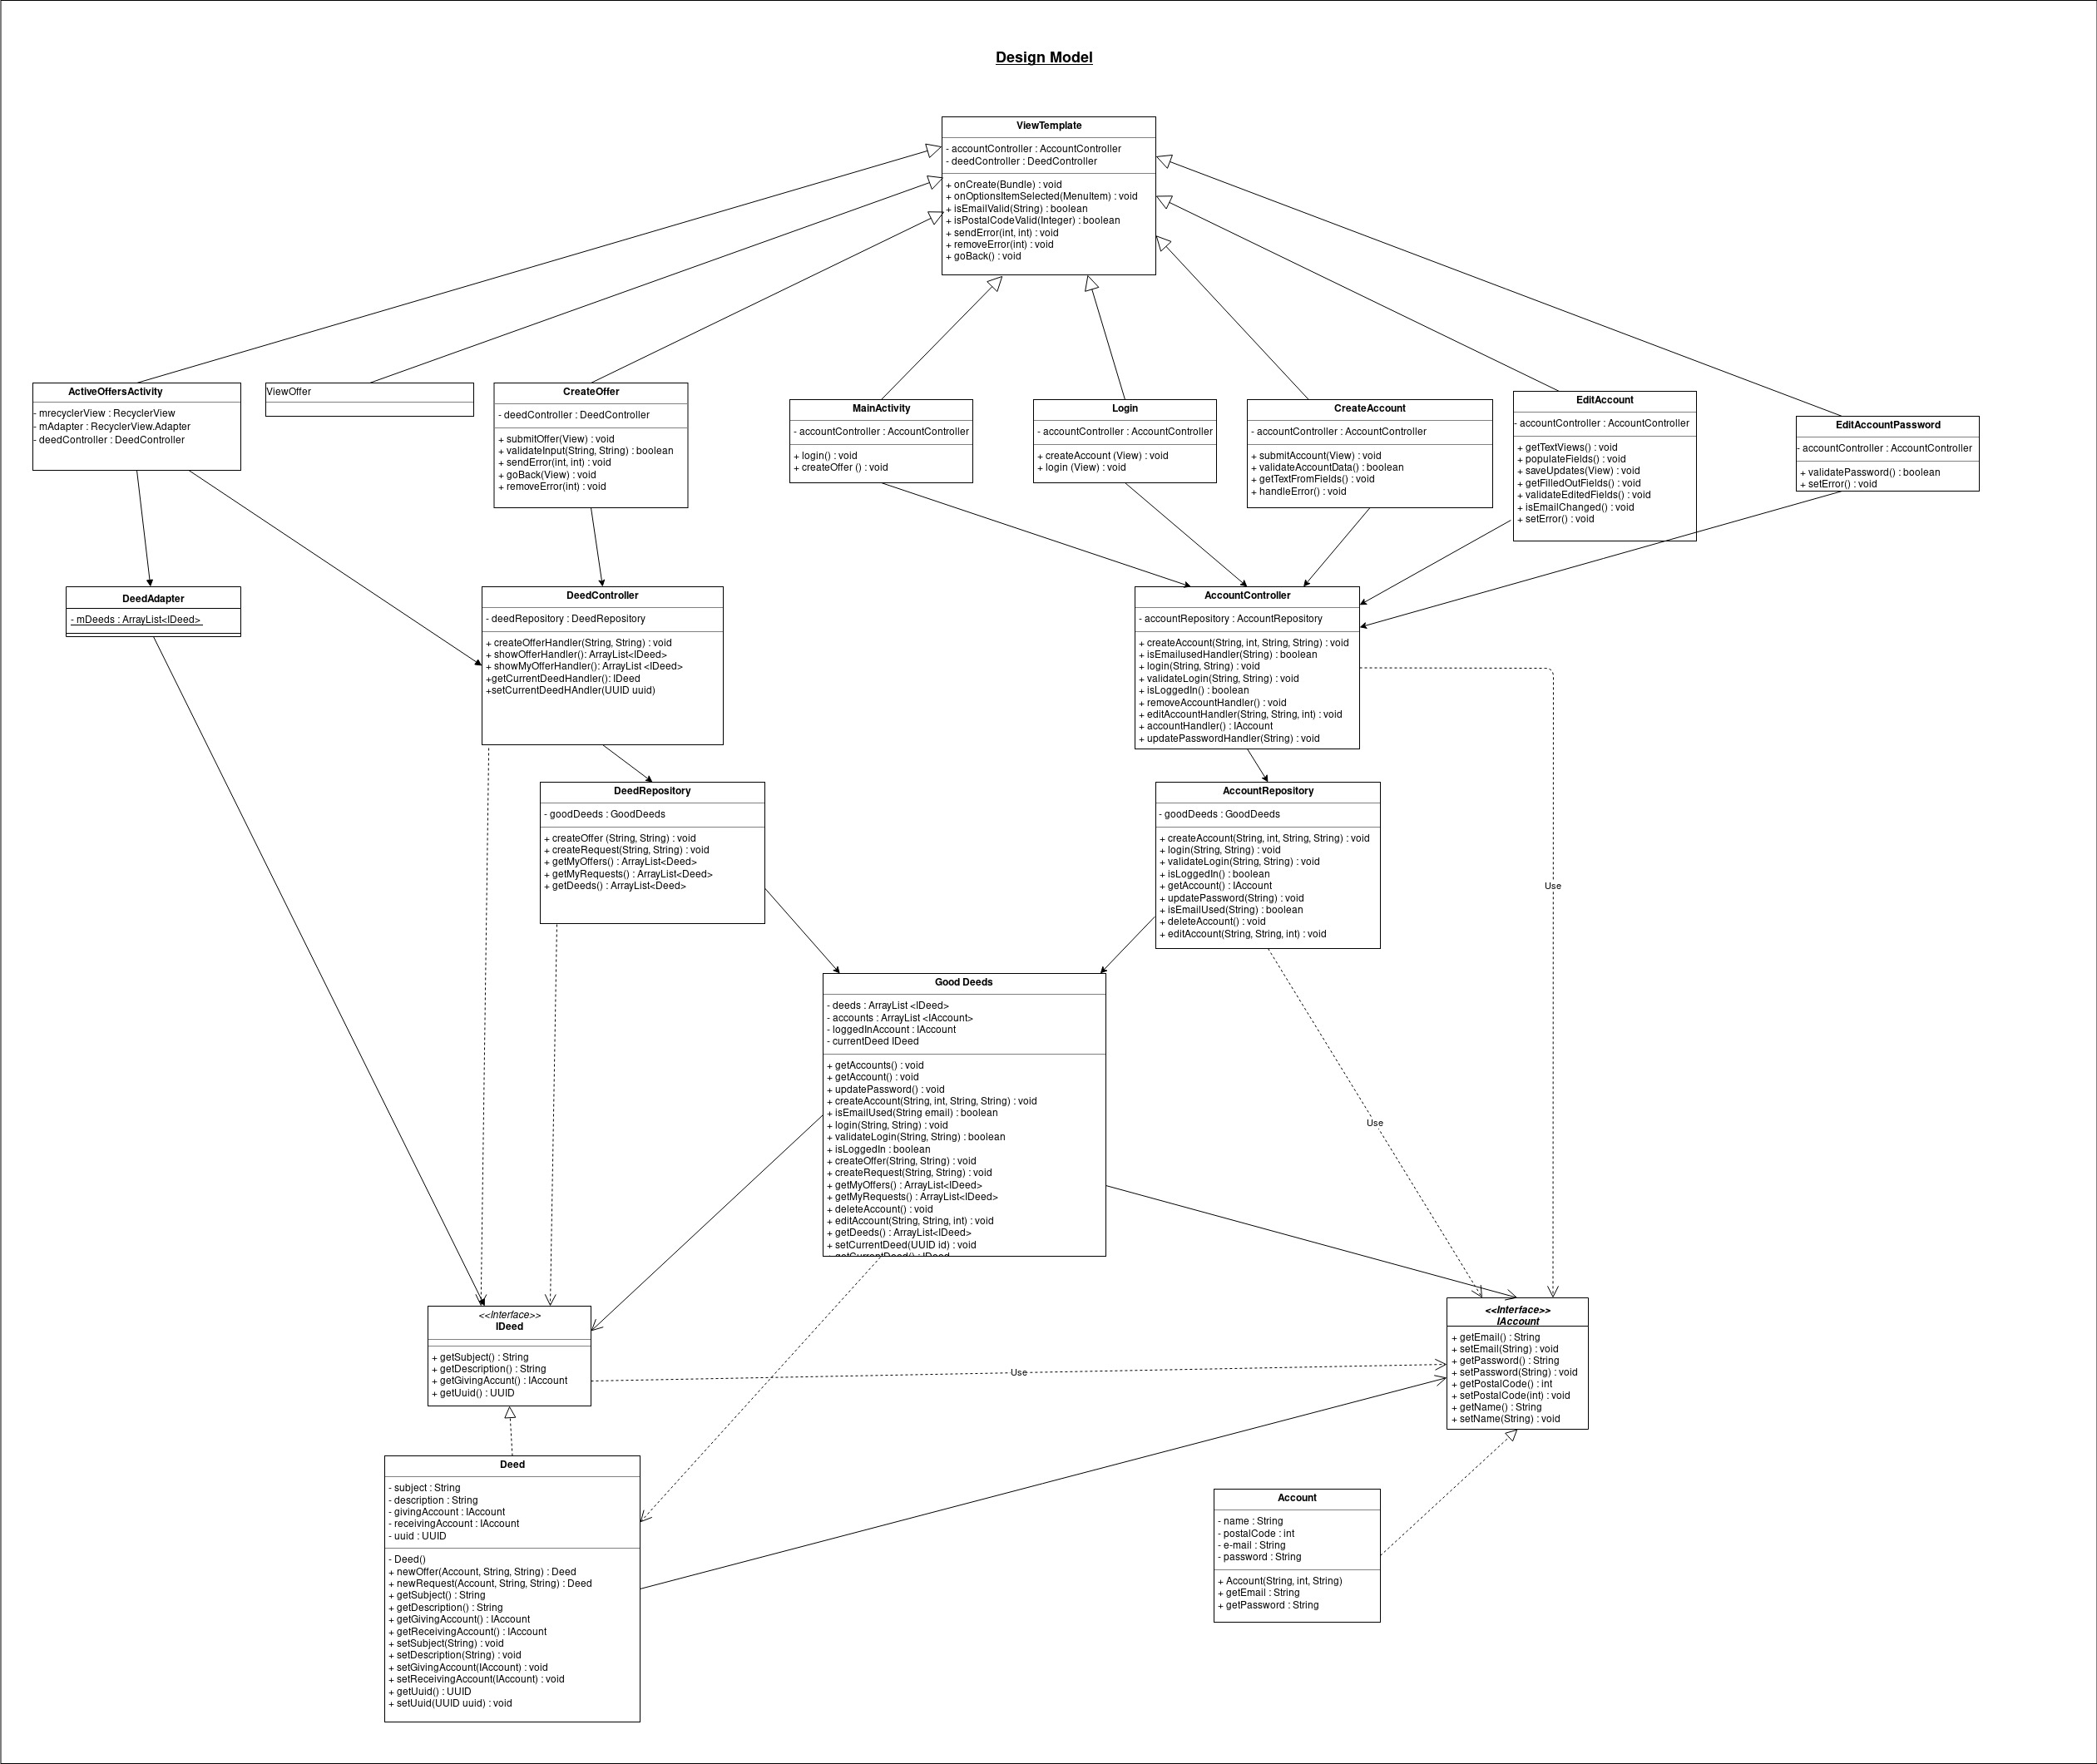 Design Model
ViewTemplate
- accountController : AccountController
- deedController : DeedController
+ onCreate(Bundle) : void
+ onOptionsItemSelected(MenuItem) : void
+ isEmailValid(String) : boolean
+ isPostalCodeValid(Integer) : boolean
+ sendError(int, int) : void
+ removeError(int) : void
+ goBack() : void
ActiveOffersActivity
- mrecyclerView : RecyclerView
- mAdapter : RecyclerView.Adapter
- deedController : DeedController
ViewOffer
CreateOffer
- deedController : DeedController
+ submitOffer(View) : void
+ validateInput(String, String) : boolean
+ sendError(int, int) : void
+ goBack(View) : void
+ removeError(int) : void
MainActivity
- accountController : AccountController
+ login() : void
+ createOffer () : void
Login
- accountController : AccountController
+ createAccount (View) : void
+ login (View) : void
CreateAccount
- accountController : AccountController
+ submitAccount(View) : void
+ validateAccountData() : boolean
+ getTextFromFields() : void
+ handleError() : void
EditAccount
- accountController : AccountController
+ getTextViews() : void
+ populateFields() : void
+ saveUpdates(View) : void
+ getFilledOutFields() : void
+ validateEditedFields() : void
+ isEmailChanged() : void
+ setError() : void
EditAccountPassword
- accountController : AccountController
+ validatePassword() : boolean
+ setError() : void
DeedAdapter
- mDeeds : ArrayList<IDeed>
DeedController
- deedRepository : DeedRepository
+ createOfferHandler(String, String) : void
+ showOfferHandler(): ArrayList<IDeed>
+ showMyOfferHandler(): ArrayList <IDeed>
+getCurrentDeedHandler(): IDeed
+setCurrentDeedHAndler(UUID uuid)
AccountController
- accountRepository : AccountRepository
+ createAccount(String, int, String, String) : void
+ isEmailusedHandler(String) : boolean
+ login(String, String) : void
+ validateLogin(String, String) : void
+ isLoggedIn() : boolean
+ removeAccountHandler() : void
+ editAccountHandler(String, String, int) : void
+ accountHandler() : IAccount
+ updatePasswordHandler(String) : void
DeedRepository
- goodDeeds : GoodDeeds
+ createOffer (String, String) : void
+ createRequest(String, String) : void
+ getMyOffers() : ArrayList<Deed>
+ getMyRequests() : ArrayList<Deed>
+ getDeeds() : ArrayList<Deed>
AccountRepository
- goodDeeds : GoodDeeds
+ createAccount(String, int, String, String) : void
+ login(String, String) : void
+ validateLogin(String, String) : void
+ isLoggedIn() : boolean
+ getAccount() : IAccount
+ updatePassword(String) : void
+ isEmailUsed(String) : boolean
+ deleteAccount() : void
+ editAccount(String, String, int) : void
Use
Good Deeds
- deeds : ArrayList <IDeed>
- accounts : ArrayList <IAccount>
- loggedInAccount : IAccount
- currentDeed IDeed
+ getAccounts() : void
+ getAccount() : void
+ updatePassword() : void
+ createAccount(String, int, String, String) : void
+ isEmailUsed(String email) : boolean
+ login(String, String) : void
+ validateLogin(String, String) : boolean
+ isLoggedIn : boolean
+ createOffer(String, String) : void
+ createRequest(String, String) : void
+ getMyOffers() : ArrayList<IDeed>
+ getMyRequests() : ArrayList<IDeed>
+ deleteAccount() : void
+ editAccount(String, String, int) : void
+ getDeeds() : ArrayList<IDeed>
+ setCurrentDeed(UUID id) : void
Use
<<Interface>>
IDeed
+ getSubject() : String
+ getDescription() : String
+ getGivingAccunt() : IAccount
+ getUuid() : UUID
Use
<<Interface>>
IAccount
+ getEmail() : String
+ setEmail(String) : void
+ getPassword() : String
+ setPassword(String) : void
+ getPostalCode() : int
+ setPostalCode(int) : void
+ getName() : String
+ setName(String) : void
Deed
- subject : String
- description : String
- givingAccount : IAccount
- receivingAccount : IAccount
- uuid : UUID
- Deed()
+ newOffer(Account, String, String) : Deed
+ newRequest(Account, String, String) : Deed
+ getSubject() : String
+ getDescription() : String
+ getGivingAccount() : IAccount
+ getReceivingAccount() : IAccount
+ setSubject(String) : void
+ setDescription(String) : void
+ setGivingAccount(IAccount) : void
+ setReceivingAccount(IAccount) : void
+ getUuid() : UUID
+ setUuid(UUID uuid) : void
Account
- name : String
- postalCode : int
- e-mail : String
- password : String
+ Account(String, int, String)
+ getEmail : String
+ getPassword : String